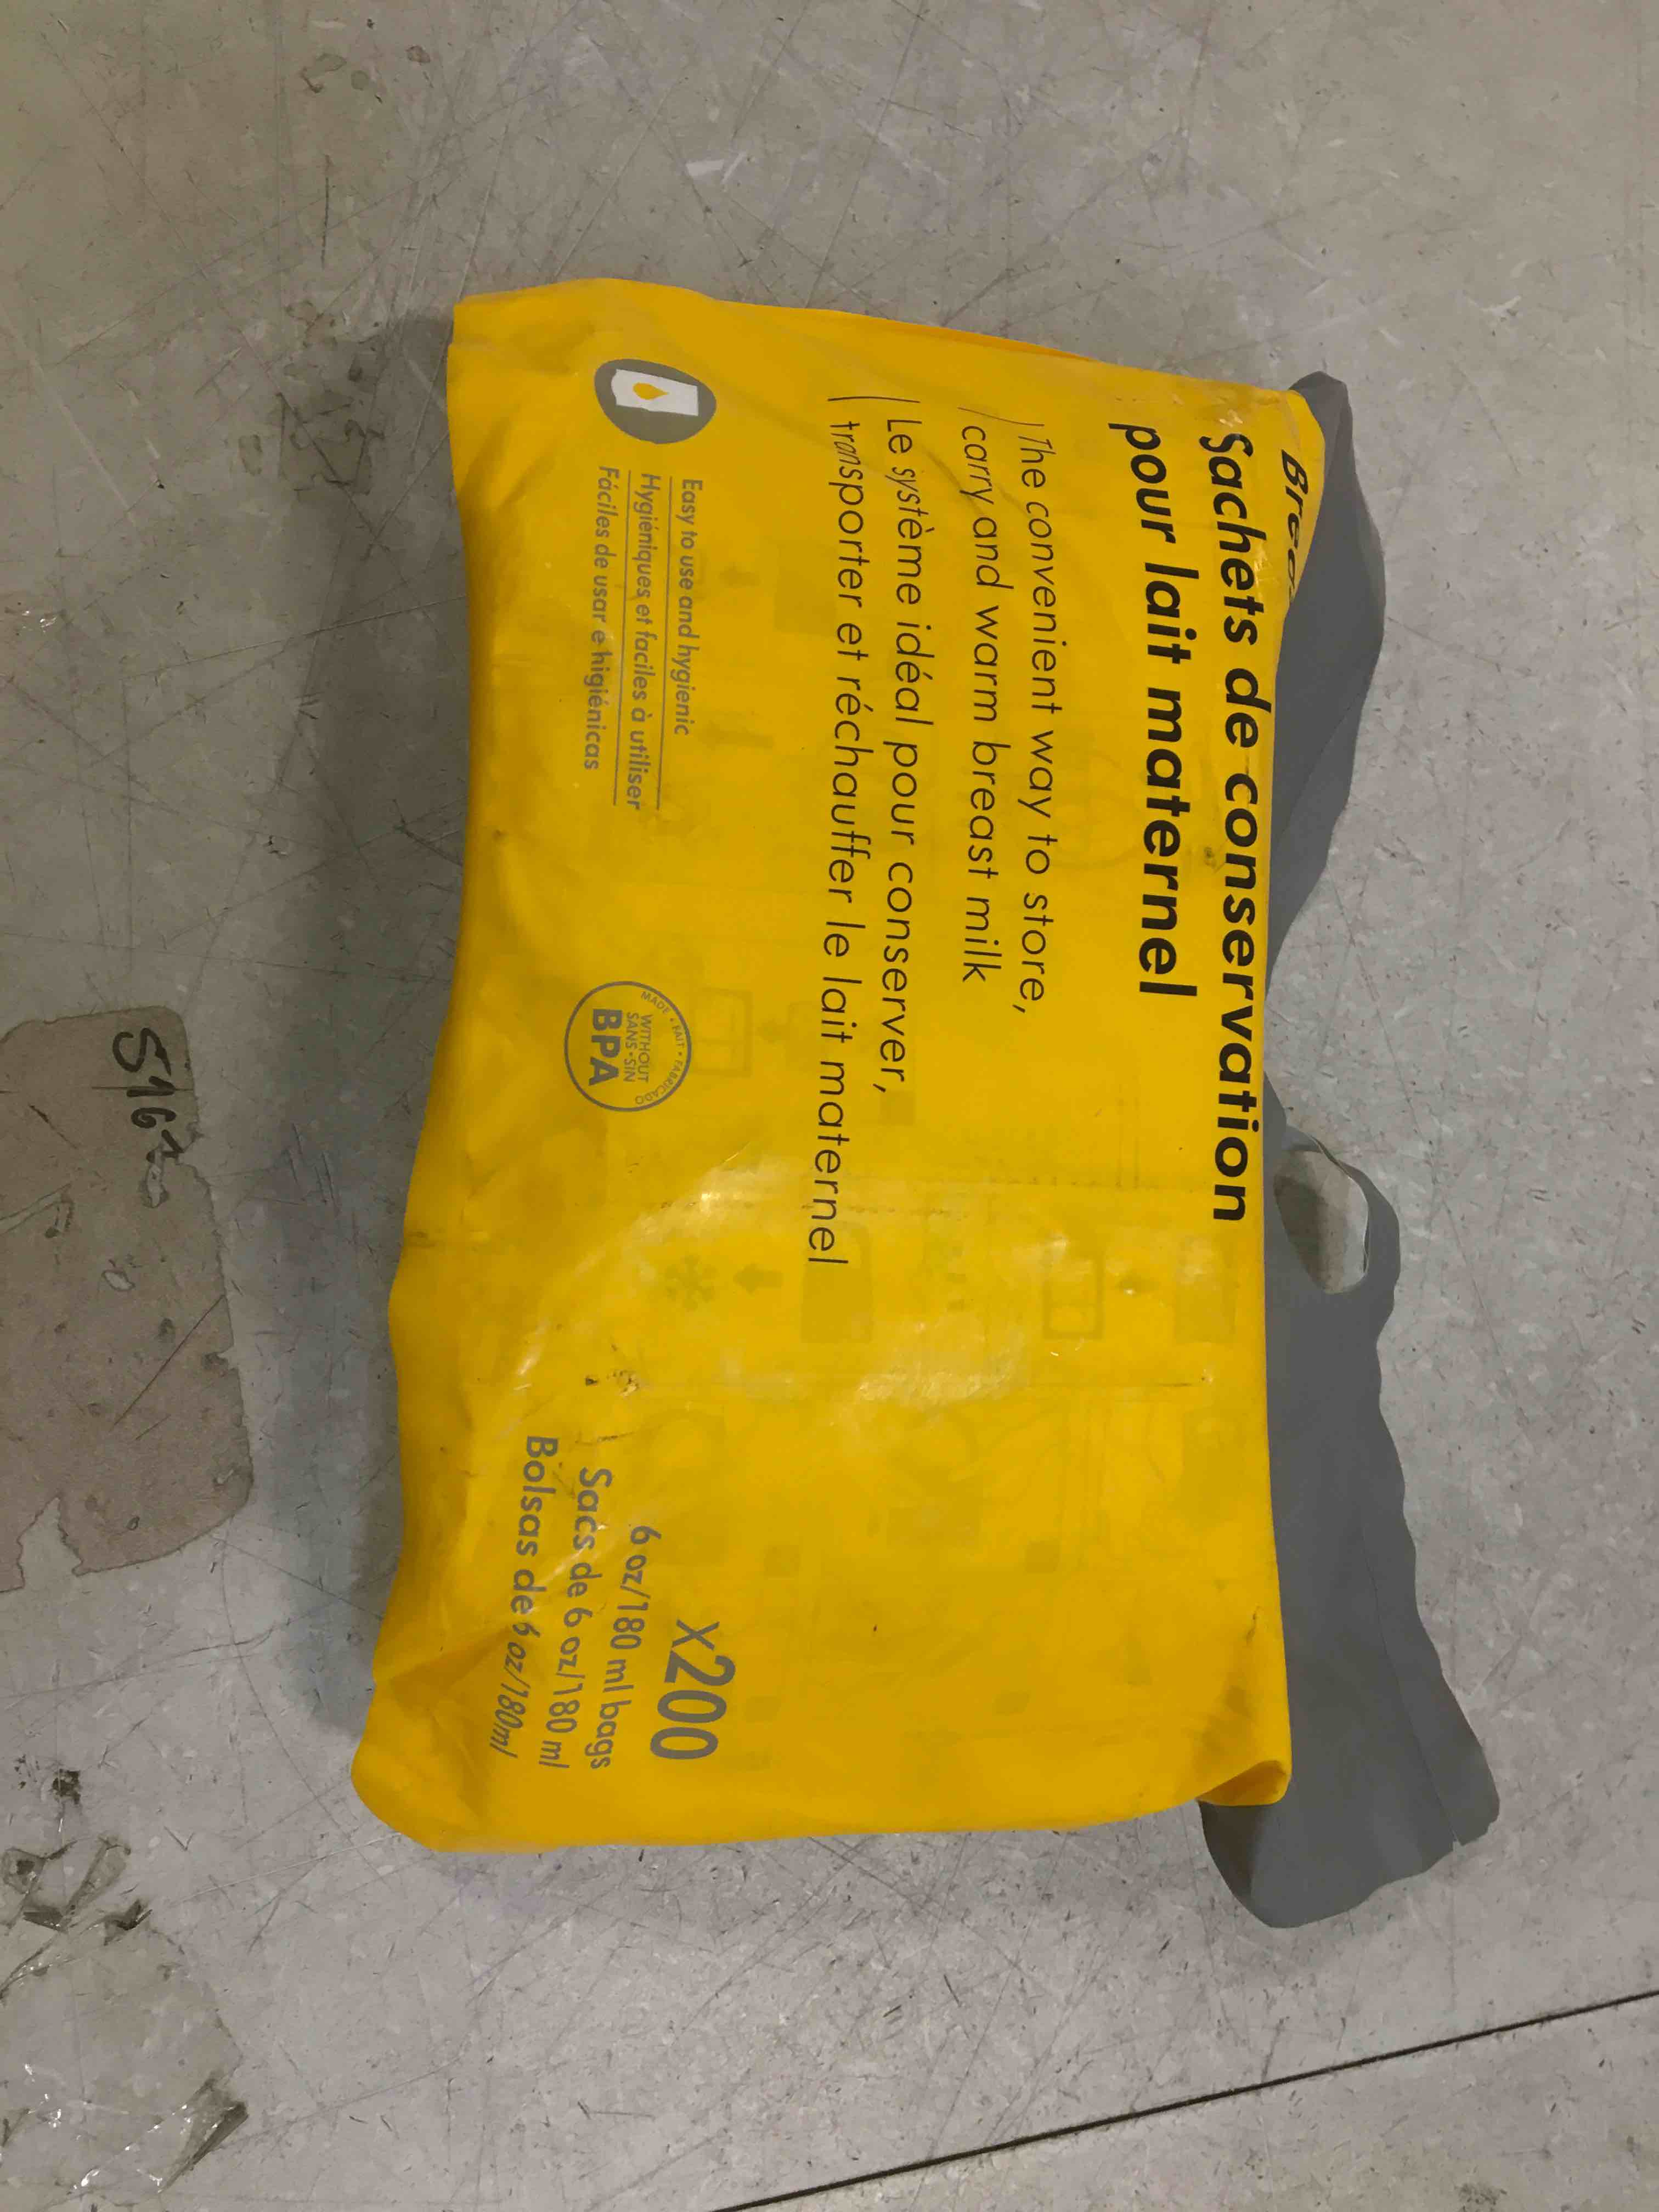 Sachets de conservation
pour lait maternel
The convenient way to store,
carry and warm breast milk
Le système idéal pour conserver,
transporter et réchauffer le lait maternel
Easy to use and hygienic
Hygiéniques et faciles à utiliser
Fáciles de usar e higiénicas
MADE • FAIT • FABRICADO
WITHOUT
SANS • SIN
BPA
x200
6 oz/180 ml bags
Sacs de 6 oz/180 ml
Bolsas de 6 oz/180ml